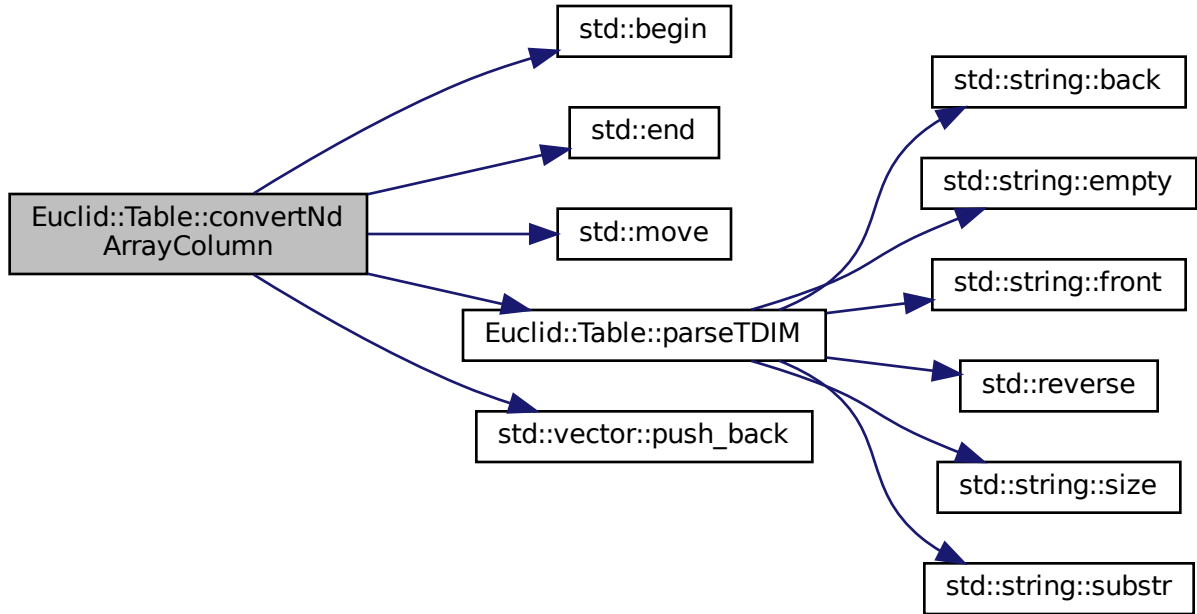 std::begin
std::string::back
std::end
std::string::empty
Euclid::Table::convertNd
ArrayColumn
std::move
std::string::front
Euclid::Table::parseTDIM
std::reverse
std::vector::push_back
std::string::size
std::string::substr